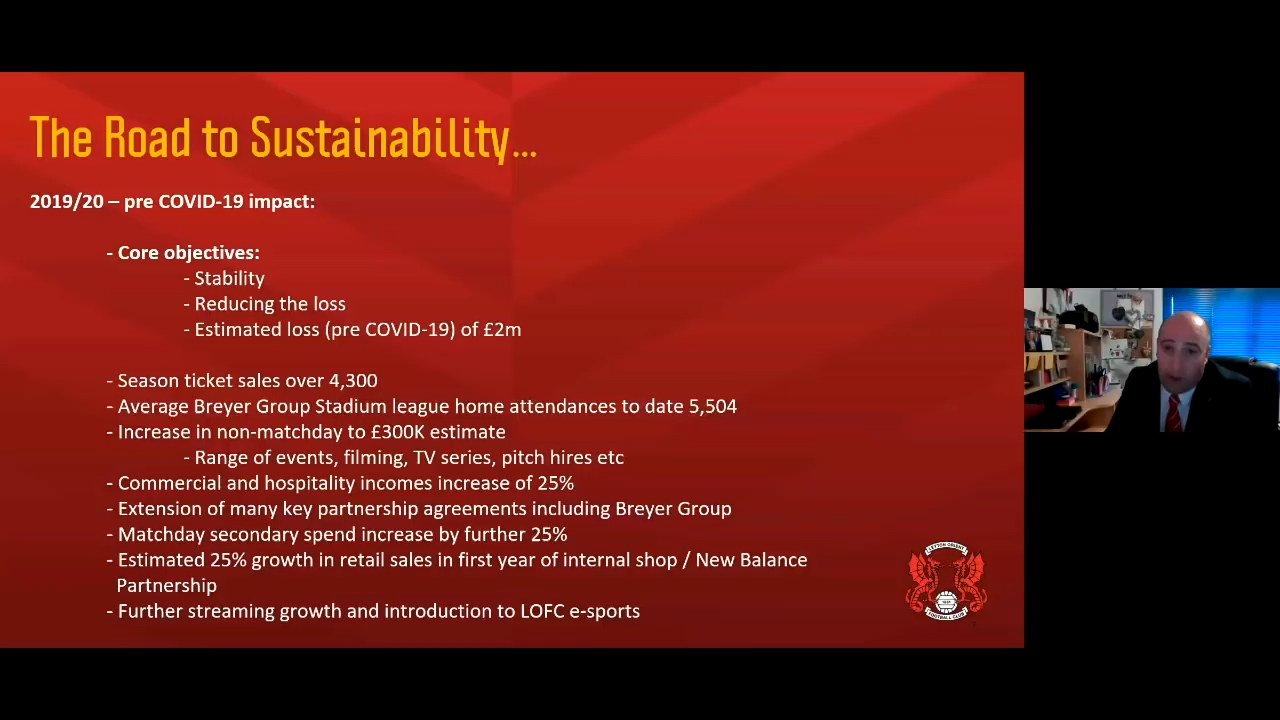 The Road to Sustainability...
2019/20 – pre COVID-19 impact:
- Core objectives:
- Stability
- Reducing the loss
- Estimated loss (pre COVID-19) of £2m
- Season ticket sales over 4,300
- Average Breyer Group Stadium league home attendances to date 5,504
- Increase in non-matchday to £300K estimate
- Range of events, filming, TV series, pitch hires etc
- Commercial and hospitality incomes increase of 25%
- Extension of many key partnership agreements including Breyer Group
- Matchday secondary spend increase by further 25%
- Estimated 25% growth in retail sales in first year of internal shop / New Balance
Partnership
- Further streaming growth and introduction to LOFC e-sports
LEYTON ORIENT
1881
FOOTBALL CLUB